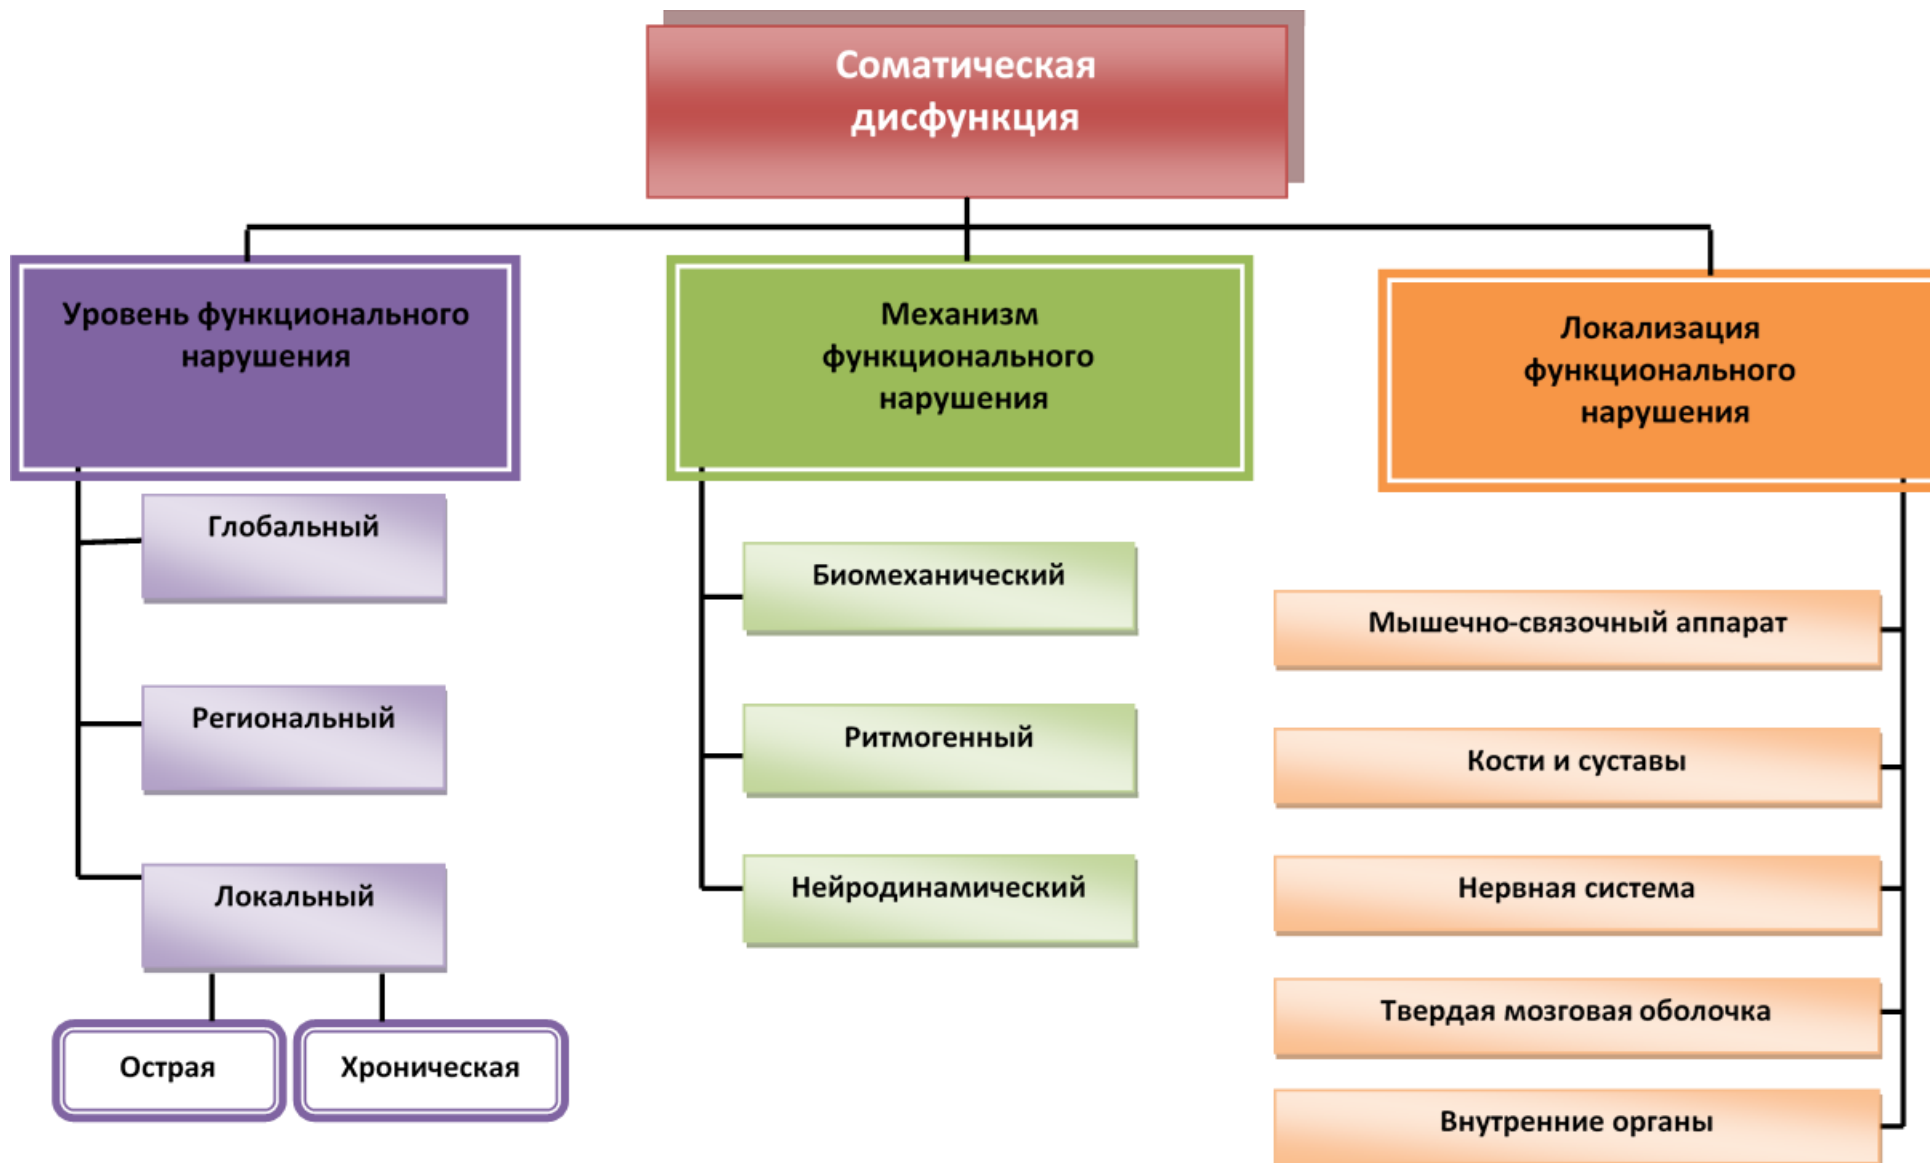 Соматическая
дисфункция
Уровень функционального
нарушения
Глобальный
Региональный
Локальный
Острая
Хроническая
Механизм
функционального
нарушения
Биомеханический
Ритмогенный
Нейродинамический
Локализация
функционального
нарушения
Мышечно-связочный аппарат
Кости и суставы
Нервная система
Твердая мозговая оболочка
Внутренние органы